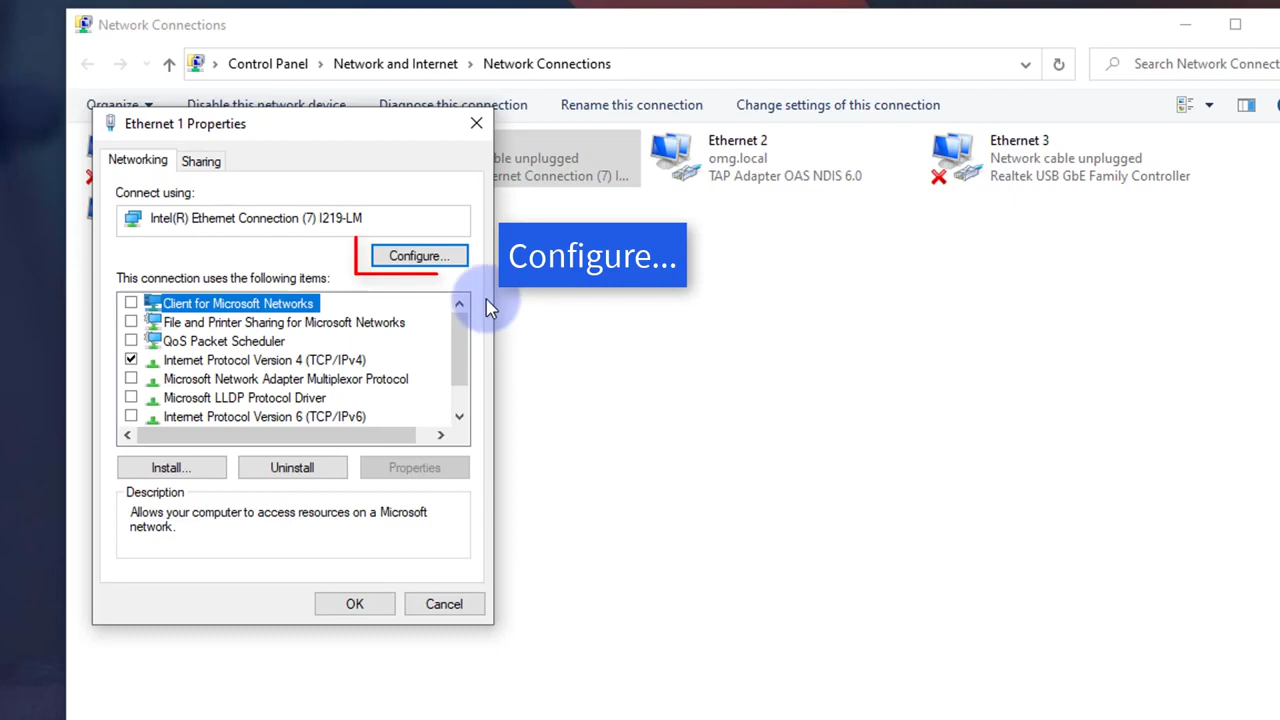 Network Connections
Control Panel > Network and Internet > Network Connections
Search Network Connect
Organize
Disable this network device
Diagnose this connection
Rename this connection
Change settings of this connection
Ethernet 1 Properties
Networking
Sharing
Connect using:
Intel(R) Ethernet Connection (7) I219-LM
Configure...
This connection uses the following items:
Client for Microsoft Networks
File and Printer Sharing for Microsoft Networks
QoS Packet Scheduler
Internet Protocol Version 4 (TCP/IPv4)
Microsoft Network Adapter Multiplexor Protocol
Microsoft LLDP Protocol Driver
Internet Protocol Version 6 (TCP/IPv6)
Install...
Uninstall
Properties
Description
Allows your computer to access resources on a Microsoft
network.
OK
Cancel
Configure...
unplugged
Connection (7) I...
Ethernet 2
omg.local
TAP Adapter OAS NDIS 6.0
Ethernet 3
Network cable unplugged
Realtek USB GbE Family Controller